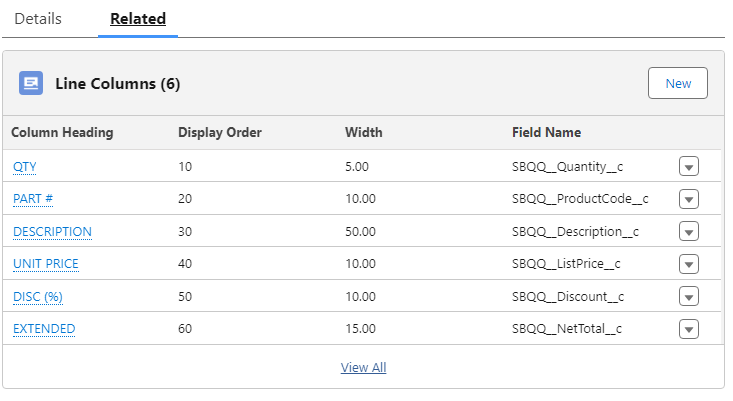 Details Related
Line Columns (6) New
Column Heading Display Order Width Field Name
QTY 10 5.00 SBQQ__Quantity__c
PART # 20 10.00 SBQQ__ProductCode__c
DESCRIPTION 30 50.00 SBQQ__Description__c
UNIT PRICE 40 10.00 SBQQ__ListPrice__c
DISC (%) 50 10.00 SBQQ__Discount__c
EXTENDED 60 15.00 SBQQ__NetTotal__c
View All